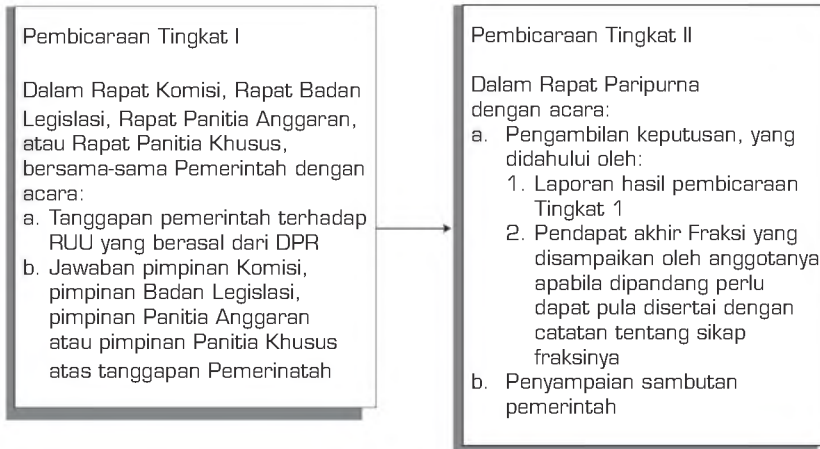 Pembicaraan Tingkat I
Dalam Rapat Komisi, Rapat Badan
Legislasi, Rapat Panitia Anggaran,
atau Rapat Panitia Khusus,
bersama-sama Pemerintah dengan
acara:
a. Tanggapan pemerintah terhadap
RUU yang berasal dari DPR
b. Jawaban pimpinan Komisi,
pimpinan Badan Legislasi,
pimpinan Panitia Anggaran
atau pimpinan Panitia Khusus
atas tanggapan Pemerinatah
Pembicaraan Tingkat II
Dalam Rapat Paripurna
dengan acara:
a. Pengambilan keputusan, yang
didahului oleh:
1. Laporan hasil pembicaraan
Tingkat 1
2. Pendapat akhir Fraksi yang
disampaikan oleh anggotanya
apabila dipandang perlu
dapat pula disertai dengan
catatan tentang sikap
fraksinya
b. Penyampaian sambutan
pemerintah